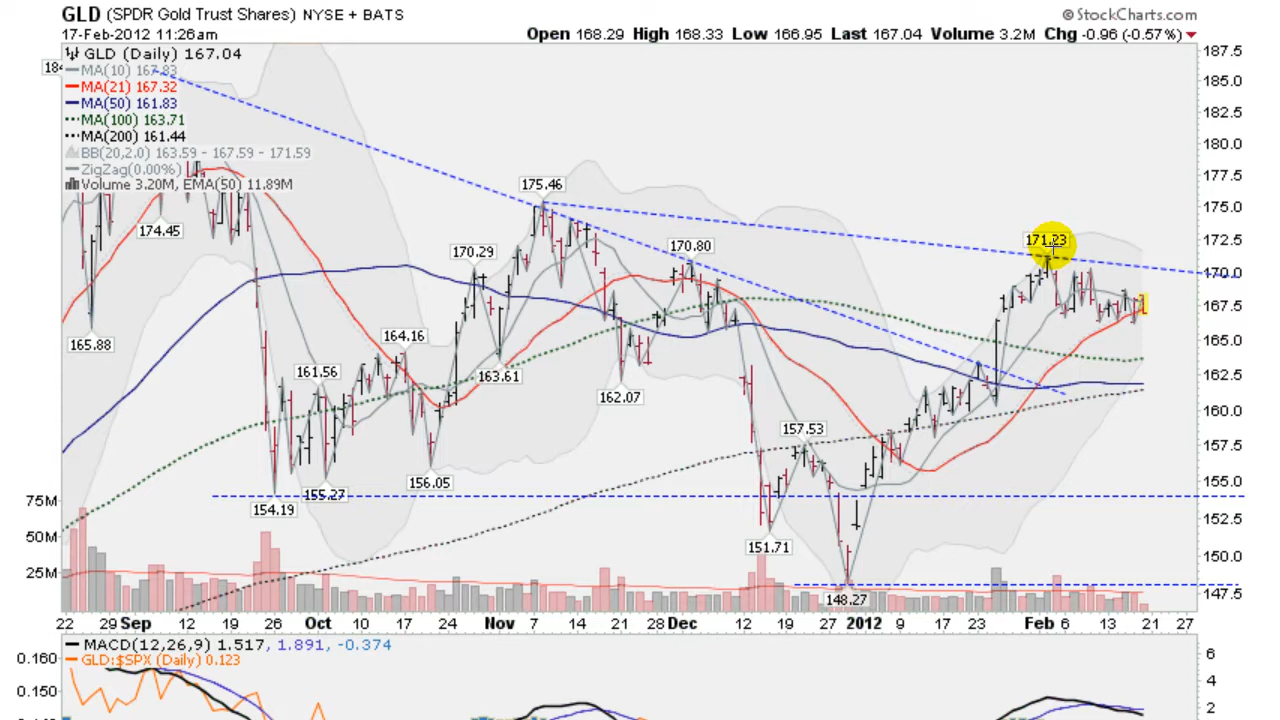 GLD (SPDR Gold Trust Shares) NYSE + BATS
© StockCharts.com
17-Feb-2012 11:26am
Open 168.29 High 168.33 Low 166.95 Last 167.04 Volume 3.2M Chg -0.96 (-0.57%)
GLD (Daily) 167.04
MA(10) 167.83
MA(21) 167.32
MA(50) 161.83
MA(100) 163.71
MA(200) 161.44
BB(20,2.0) 163.59 - 167.59 - 171.59
ZigZag(0.00%)
Volume 3.20M, EMA(50) 11.89M
187.5
185.0
182.5
180.0
177.5
175.0
172.5
170.0
167.5
165.0
162.5
160.0
157.5
155.0
152.5
150.0
147.5
174.45
165.88
175.46
170.29
170.80
171.23
164.16
161.56
163.61
162.07
157.53
156.05
155.27
154.19
151.71
148.27
75M
50M
25M
22 29 Sep 12 19 26 Oct 10 17 24 Nov 7 14 21 28 Dec 12 19 27 2012 9 17 23 Feb 6 13 21 27
MACD(12,26,9) 1.517, 1.891, -0.374
GLD:$SPX (Daily) 0.123
0.160
0.150
6
4
2